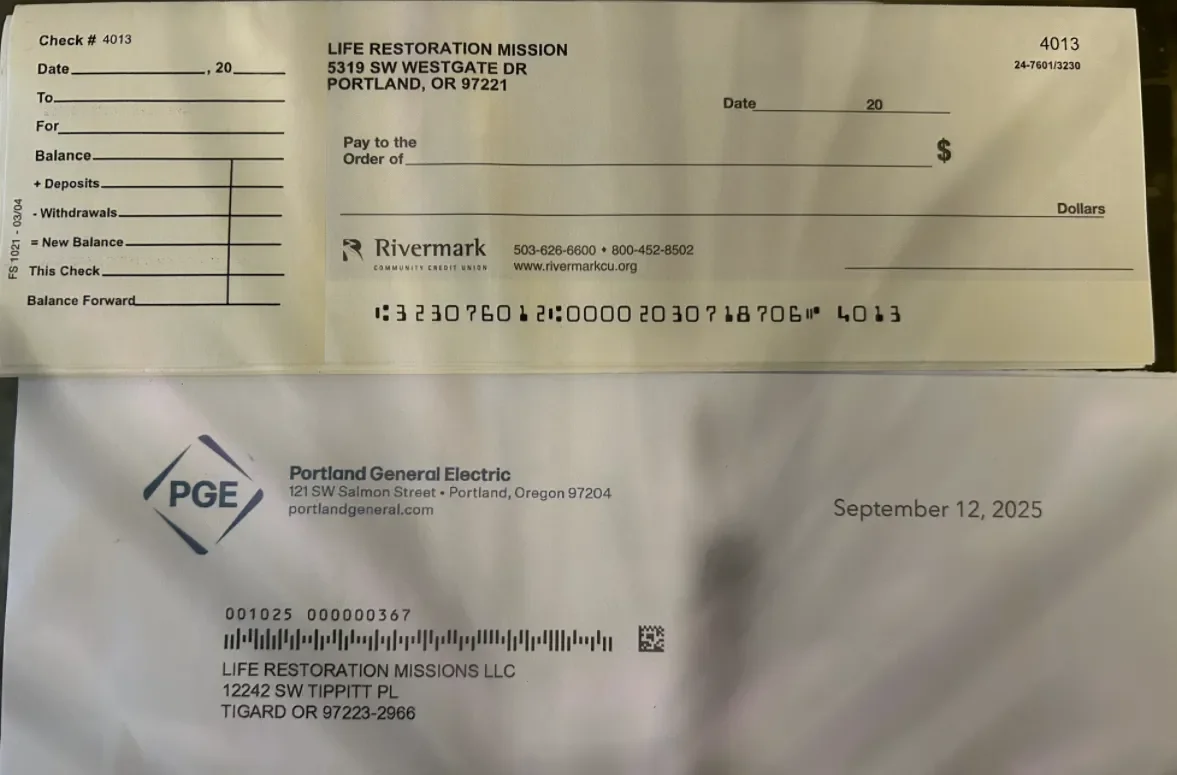 Check # 4013
Date , 20
To
For
Balance
+ Deposits
- Withdrawals
= New Balance
This Check
Balance Forward
FS 1021 - 03/04
LIFE RESTORATION MISSION
5319 SW WESTGATE DR
PORTLAND, OR 97221
4013
24-7601/3230
Date 20
Pay to the
Order of $
Dollars
Rivermark
COMMUNITY CREDIT UNION
503-626-6600 • 800-452-8502
www.rivermarkcu.org
⑆323076012⑆00002030718706⑈ 4013
PGE
Portland General Electric
121 SW Salmon Street • Portland, Oregon 97204
portlandgeneral.com
September 12, 2025
001025 000000367
LIFE RESTORATION MISSIONS LLC
12242 SW TIPPITT PL
TIGARD OR 97223-2966